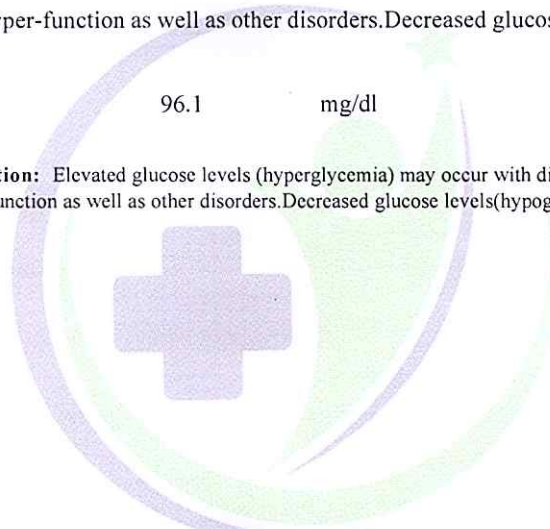 per-function as well as other disorders.Decreased glucos
96.1 mg/dl
tion: Elevated glucose levels (hyperglycemia) may occur with di
unction as well as other disorders.Decreased glucose levels(hypog